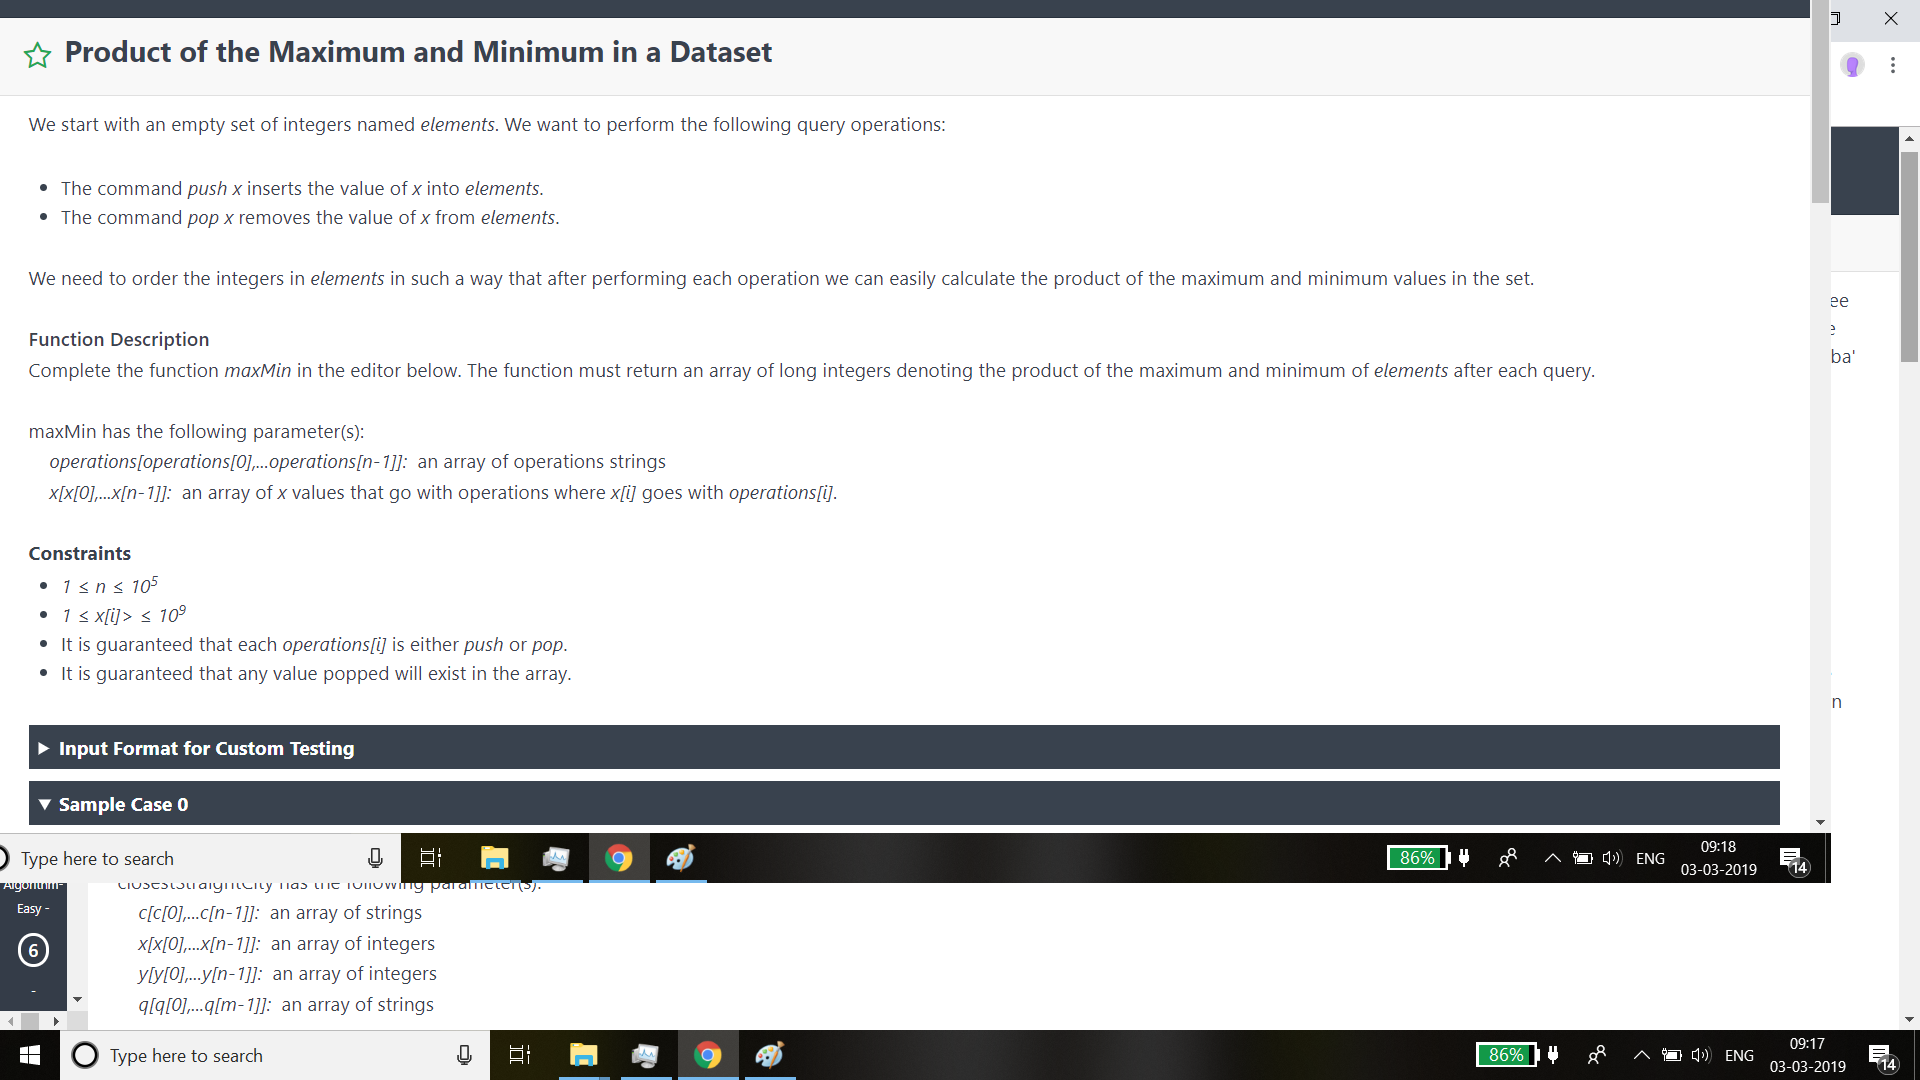 Product of the Maximum and Minimum in a Dataset
We start with an empty set of integers named elements. We want to perform the following query operations:
• The command push x inserts the value of x into elements.
• The command pop x removes the value of x from elements.
We need to order the integers in elements in such a way that after performing each operation we can easily calculate the product of the maximum and minimum values in the set.
ee
Function Description
ba'
Complete the function maxMin in the editor below. The function must return an array of long integers denoting the product of the maximum and minimum of elements after each query.
maxMin has the following parameter(s):
operations[operations[0],...operations[n-1]]: an array of operations strings
x[x[0],...x[n-1]]: an array of x values that go with operations where x[i] goes with operations[i].
Constraints
• 1 ≤ n ≤ 10⁵
• 1 ≤ x[i]> ≤ 10⁹
• It is guaranteed that each operations[i] is either push or pop.
• It is guaranteed that any value popped will exist in the array.
n
▶ Input Format for Custom Testing
▼ Sample Case 0
Type here to search
86%
ENG
09:18
03-03-2019
14
Algorithm-
closestStraightCity has the following parameter(s):
Easy -
c[c[0],...c[n-1]]: an array of strings
6
x[x[0],...x[n-1]]: an array of integers
y[y[0],...y[n-1]]: an array of integers
-
q[q[0],...q[m-1]]: an array of strings
Type here to search
86%
ENG
09:17
03-03-2019
14